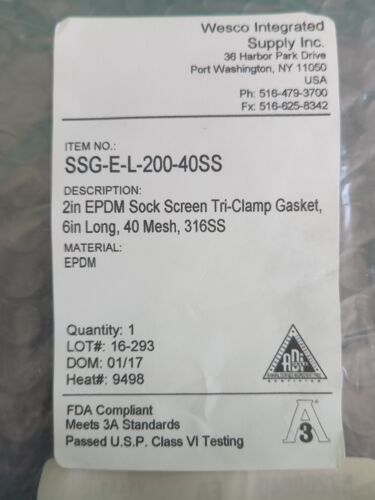 Wesco Integrated
Supply Inc.
36 Harbor Park Drive
Port Washington, NY 11050
USA
Ph: 516-479-3700
Fx: 516-625-8342
ITEM NO.:
SSG-E-L-200-40SS
DESCRIPTION:
2in EPDM Sock Screen Tri-Clamp Gasket,
6in Long, 40 Mesh, 316SS
MATERIAL:
EPDM
Quantity: 1
LOT#: 16-293
DOM: 01/17
Heat#: 9498
ADI
FDA Compliant
Meets 3A Standards
Passed U.S.P. Class VI Testing
A
3